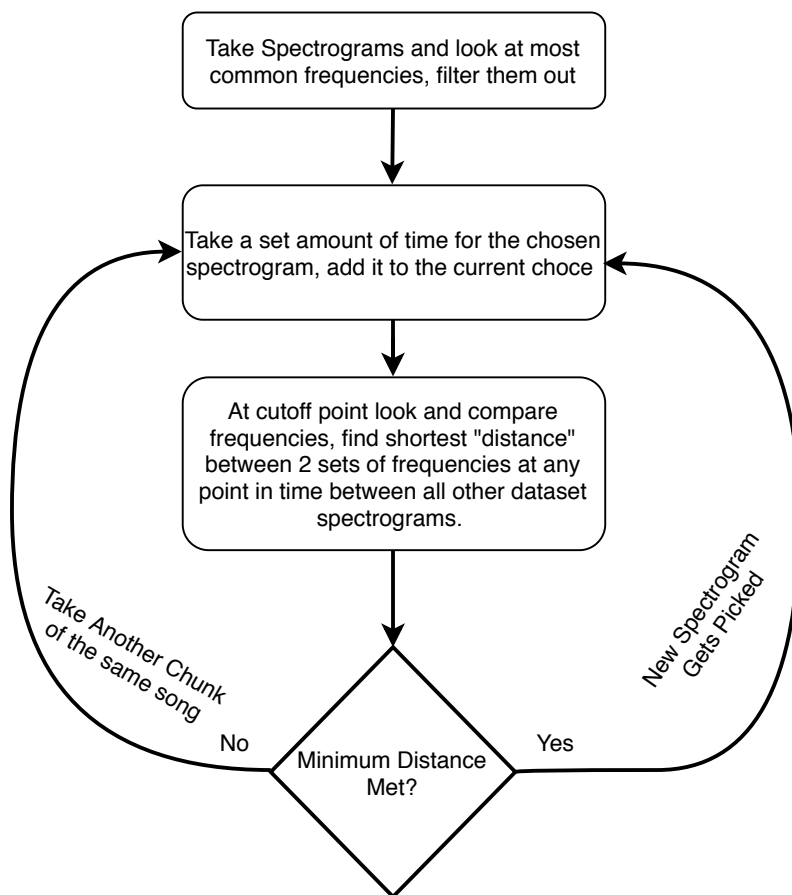 Take Spectrograms and look at most
common frequencies, filter them out
Take a set amount of time for the chosen
spectrogram, add it to the current choce
At cutoff point look and compare
frequencies, find shortest "distance"
between 2 sets of frequencies at any
point in time between all other dataset
spectrograms.
Take Another Chunk
of the same song
New Spectrogram
Gets Picked
No
Yes
Minimum Distance
Met?